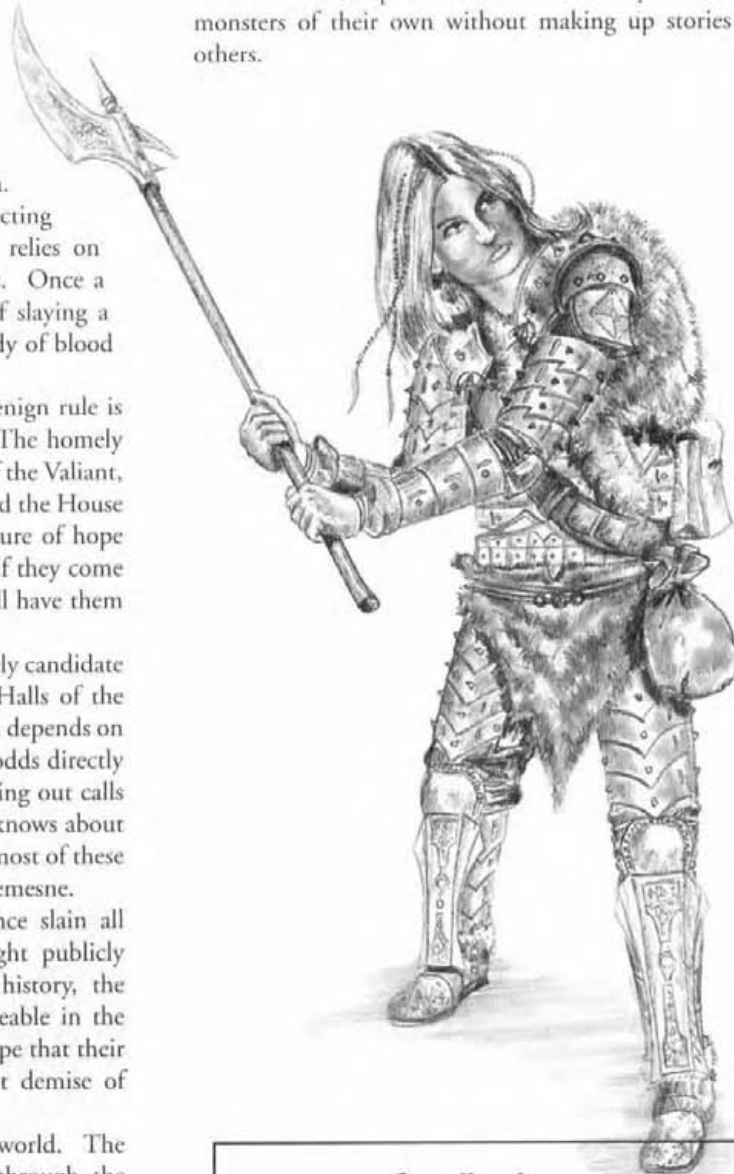 monsters of their own without making up stories
others.
cting
relies on
Once a
f slaying a
dy of blood
enign rule is
The homely
f the Valiant,
d the House
ure of hope
f they come
ll have them
ly candidate
Halls of the
depends on
odds directly
ing out calls
knows about
most of these
emesne.
nce slain all
ght publicly
history, the
eable in the
pe that their
t demise of
world. The
through the